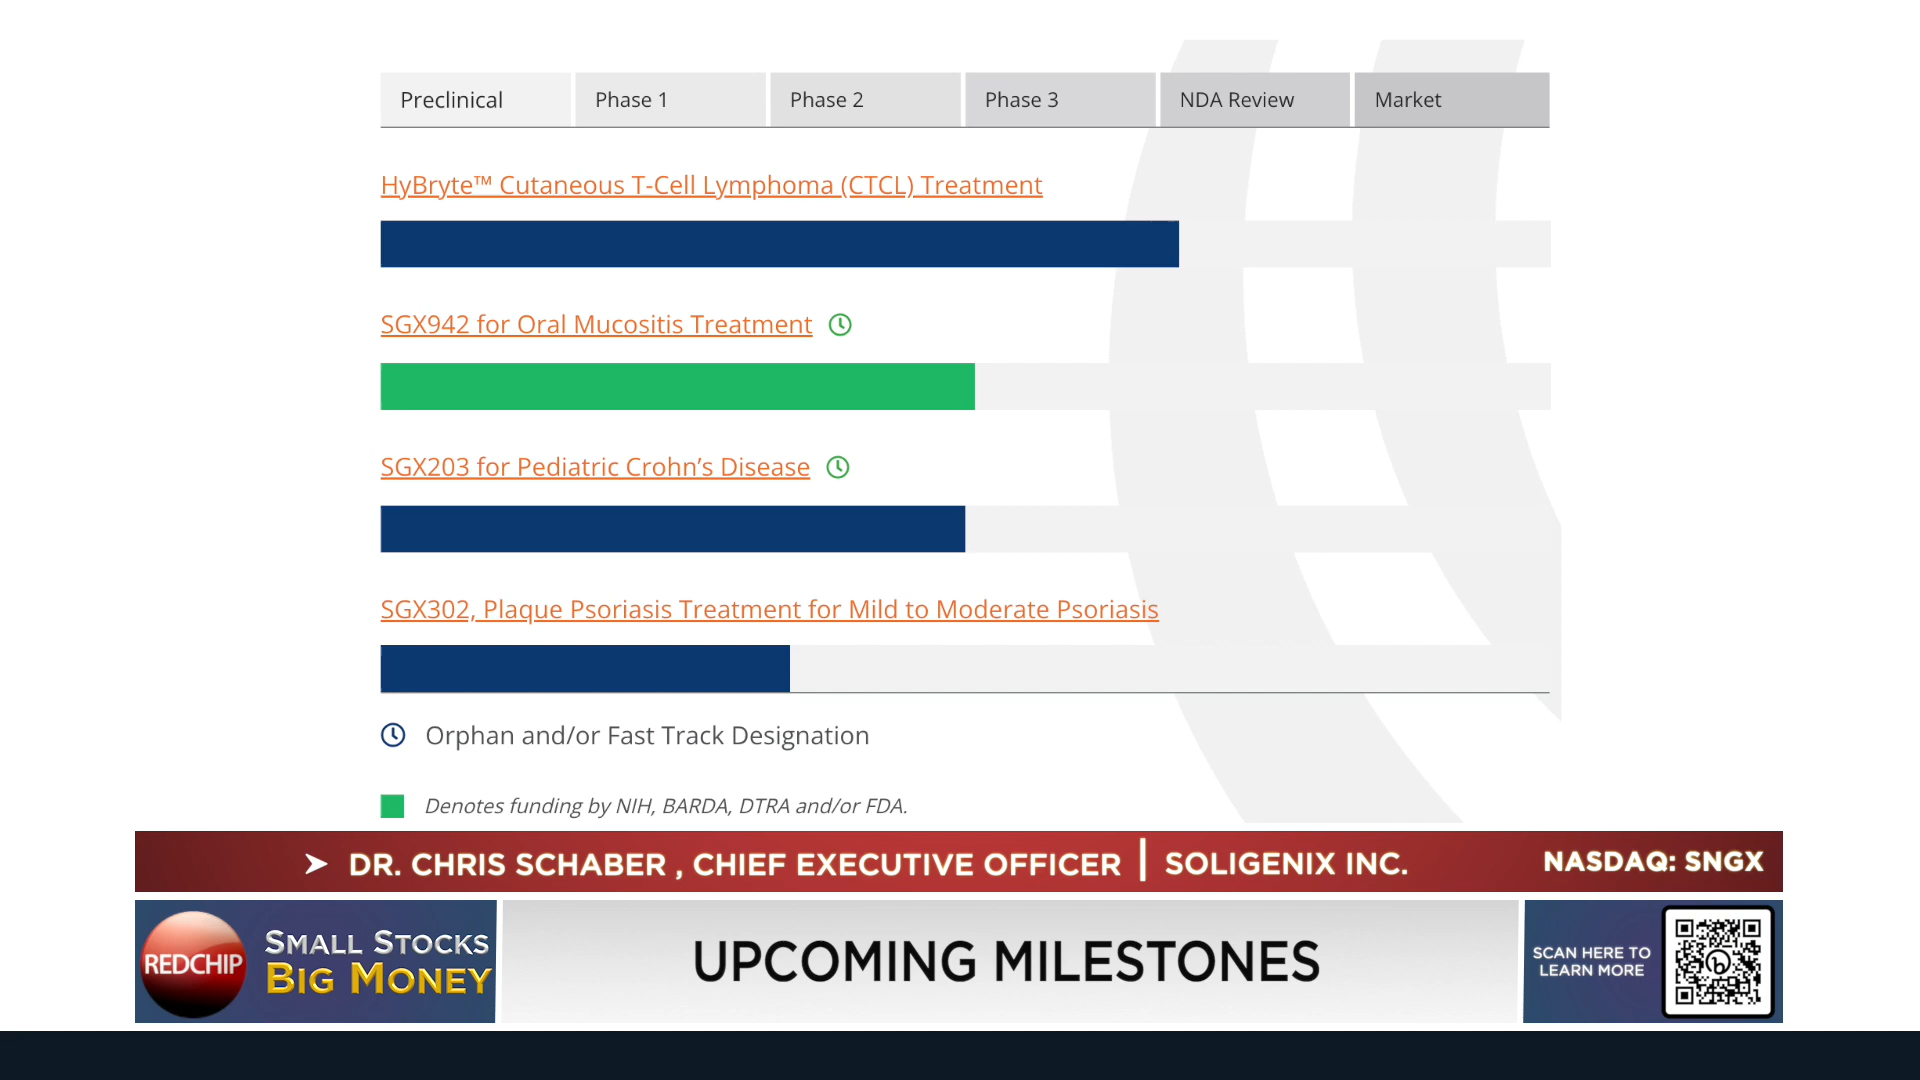 Preclinical
Phase 1
Phase 2
Phase 3
NDA Review
Market
HyBryte™ Cutaneous T-Cell Lymphoma (CTCL) Treatment
SGX942 for Oral Mucositis Treatment
SGX203 for Pediatric Crohn’s Disease
SGX302, Plaque Psoriasis Treatment for Mild to Moderate Psoriasis
Orphan and/or Fast Track Designation
Denotes funding by NIH, BARDA, DTRA and/or FDA.
DR. CHRIS SCHABER , CHIEF EXECUTIVE OFFICER | SOLIGENIX INC.
NASDAQ: SNGX
REDCHIP
SMALL STOCKS
BIG MONEY
UPCOMING MILESTONES
SCAN HERE TO
LEARN MORE